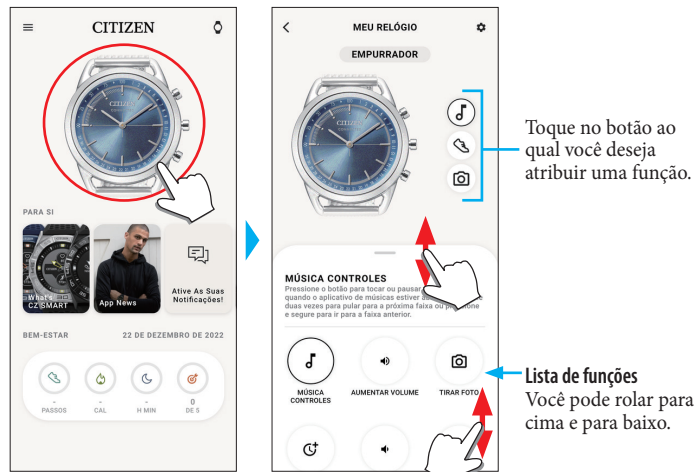 CITIZEN
CITIZEN
PARA SI
What's
CZ SMART
App News
Ative As Suas
Notificações!
BEM-ESTAR
22 DE DEZEMBRO DE 2022
-
PASSOS
-
CAL
-
H MIN
0
DE 5
MEU RELÓGIO
EMPURRADOR
CITIZEN
MÚSICA CONTROLES
Pressione o botão para tocar ou pausar
quando o aplicativo de músicas estiver
duas vezes para pular para a próxima faixa ou
e segure para ir para a faixa anterior.
MÚSICA
CONTROLES
AUMENTAR VOLUME
TIRAR FOTO
Toque no botão ao
qual você deseja
atribuir uma função.
Lista de funções
Você pode rolar para
cima e para baixo.